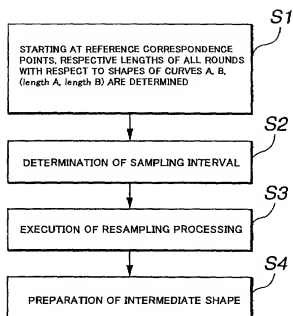 S1
STARTING AT REFERENCE CORRESPONDENCE
POINTS, RESPECTIVE LENGTHS OF ALL ROUNDS
WITH RESPECT TO SHAPES OF CURVES A, B,
(length A, length B) ARE DETERMINED
S2
DETERMINATION OF SAMPLING INTERVAL
S3
EXECUTION OF RESAMPLING PROCESSING
S4
PREPARATION OF INTERMEDIATE SHAPE